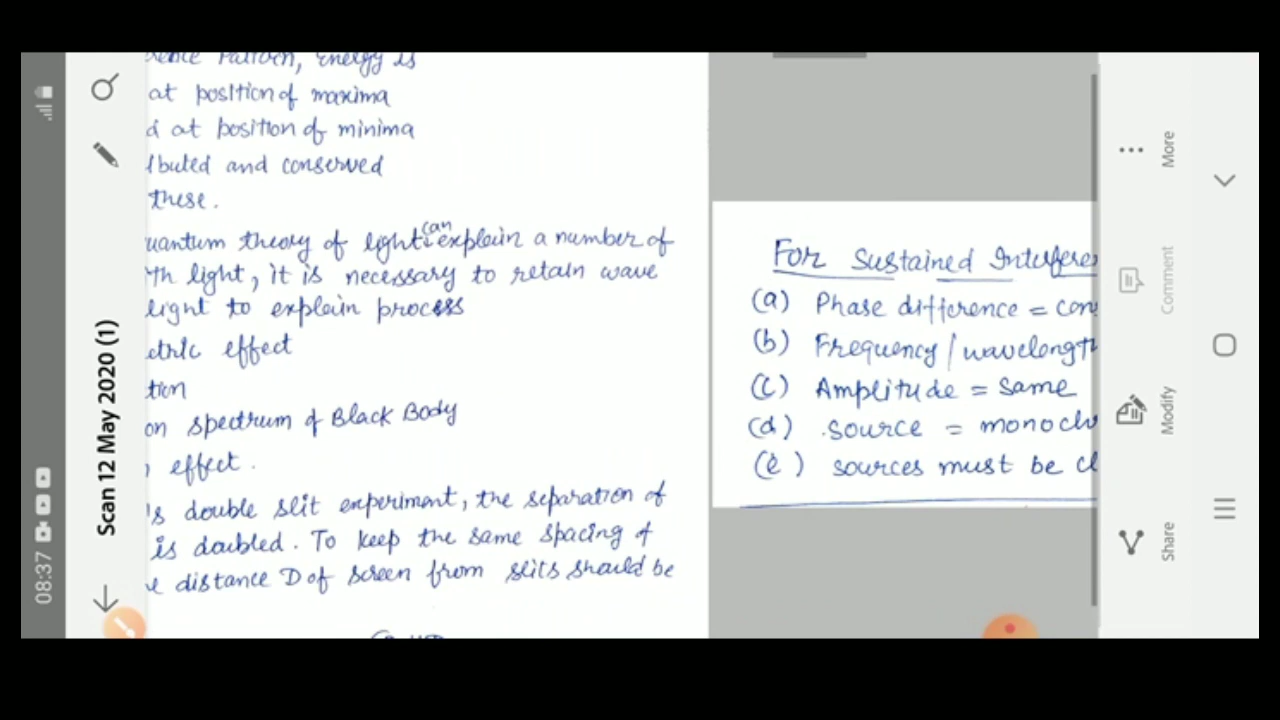 at position of maxima
at position of minima
buted and conserved
these.
uantum theory of light can explain a number of
th light, it is necessary to retain wave
light to explain process
etric effect
tion
on spectrum of Black Body
effect.
's double slit experiment, the separation of
is doubled. To keep the same spacing of
e distance D of screen from slits should be
For Sustained Interfere
(a) Phase difference = con
(b) Frequency / wavelength
(c) Amplitude = same
(d) source = monoch
(e) sources must be cl
Scan 12 May 2020 (1)
08:37
More
Comment
Modify
Share